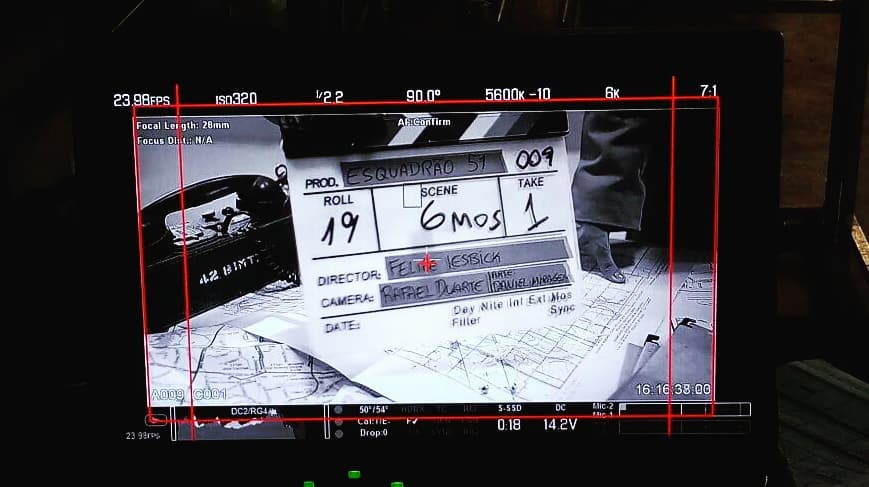 23.98FPS ISO320 1/2.2 90.0° 5600K -10 6K 7:1
Focal Length: 28mm AF:Confirm
Focus Dist.: N/A
PROD. ESQUADRÃO 51 009
ROLL SCENE TAKE
19 6 MOS 1
DIRECTOR: FELIPE IESBICK
CAMERA: RAFAEL DUARTE ARTE: DANIEL
DATE: Day Nite Int Ext Mos
Filter Sync
A009 C001 16:16:38:00
DC2/RG4 50°/54° S-SSD DC Mic-2
Drop:0 0:18 14.2V
23.98FPS